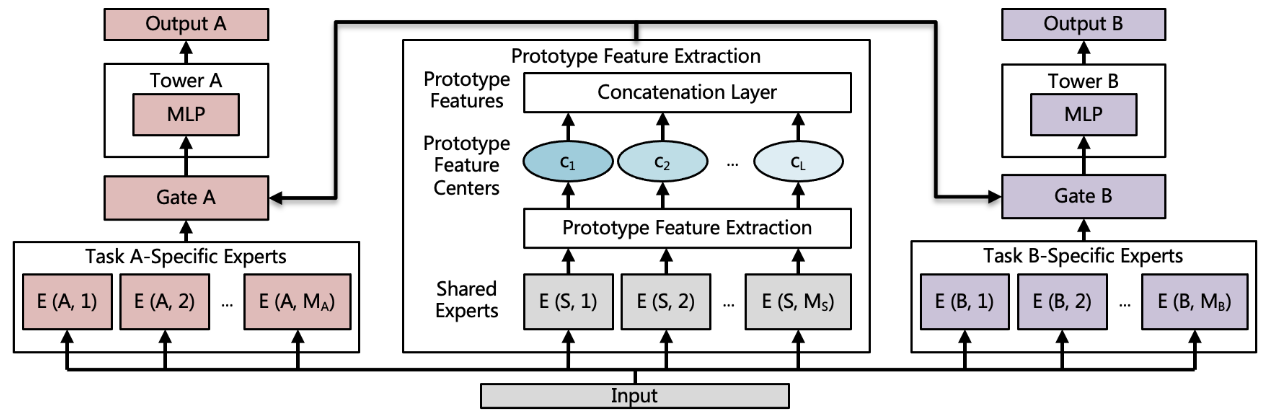 Output A
Tower A
MLP
Gate A
Task A-Specific Experts
E (A, 1)
E (A, 2)
...
E (A, M_A)
Prototype Feature Extraction
Prototype
Features
Concatenation Layer
Prototype
Feature
Centers
c_1
c_2
...
c_L
Prototype Feature Extraction
Shared
Experts
E (S, 1)
E (S, 2)
...
E (S, M_S)
Output B
Tower B
MLP
Gate B
Task B-Specific Experts
E (B, 1)
E (B, 2)
...
E (B, M_B)
Input